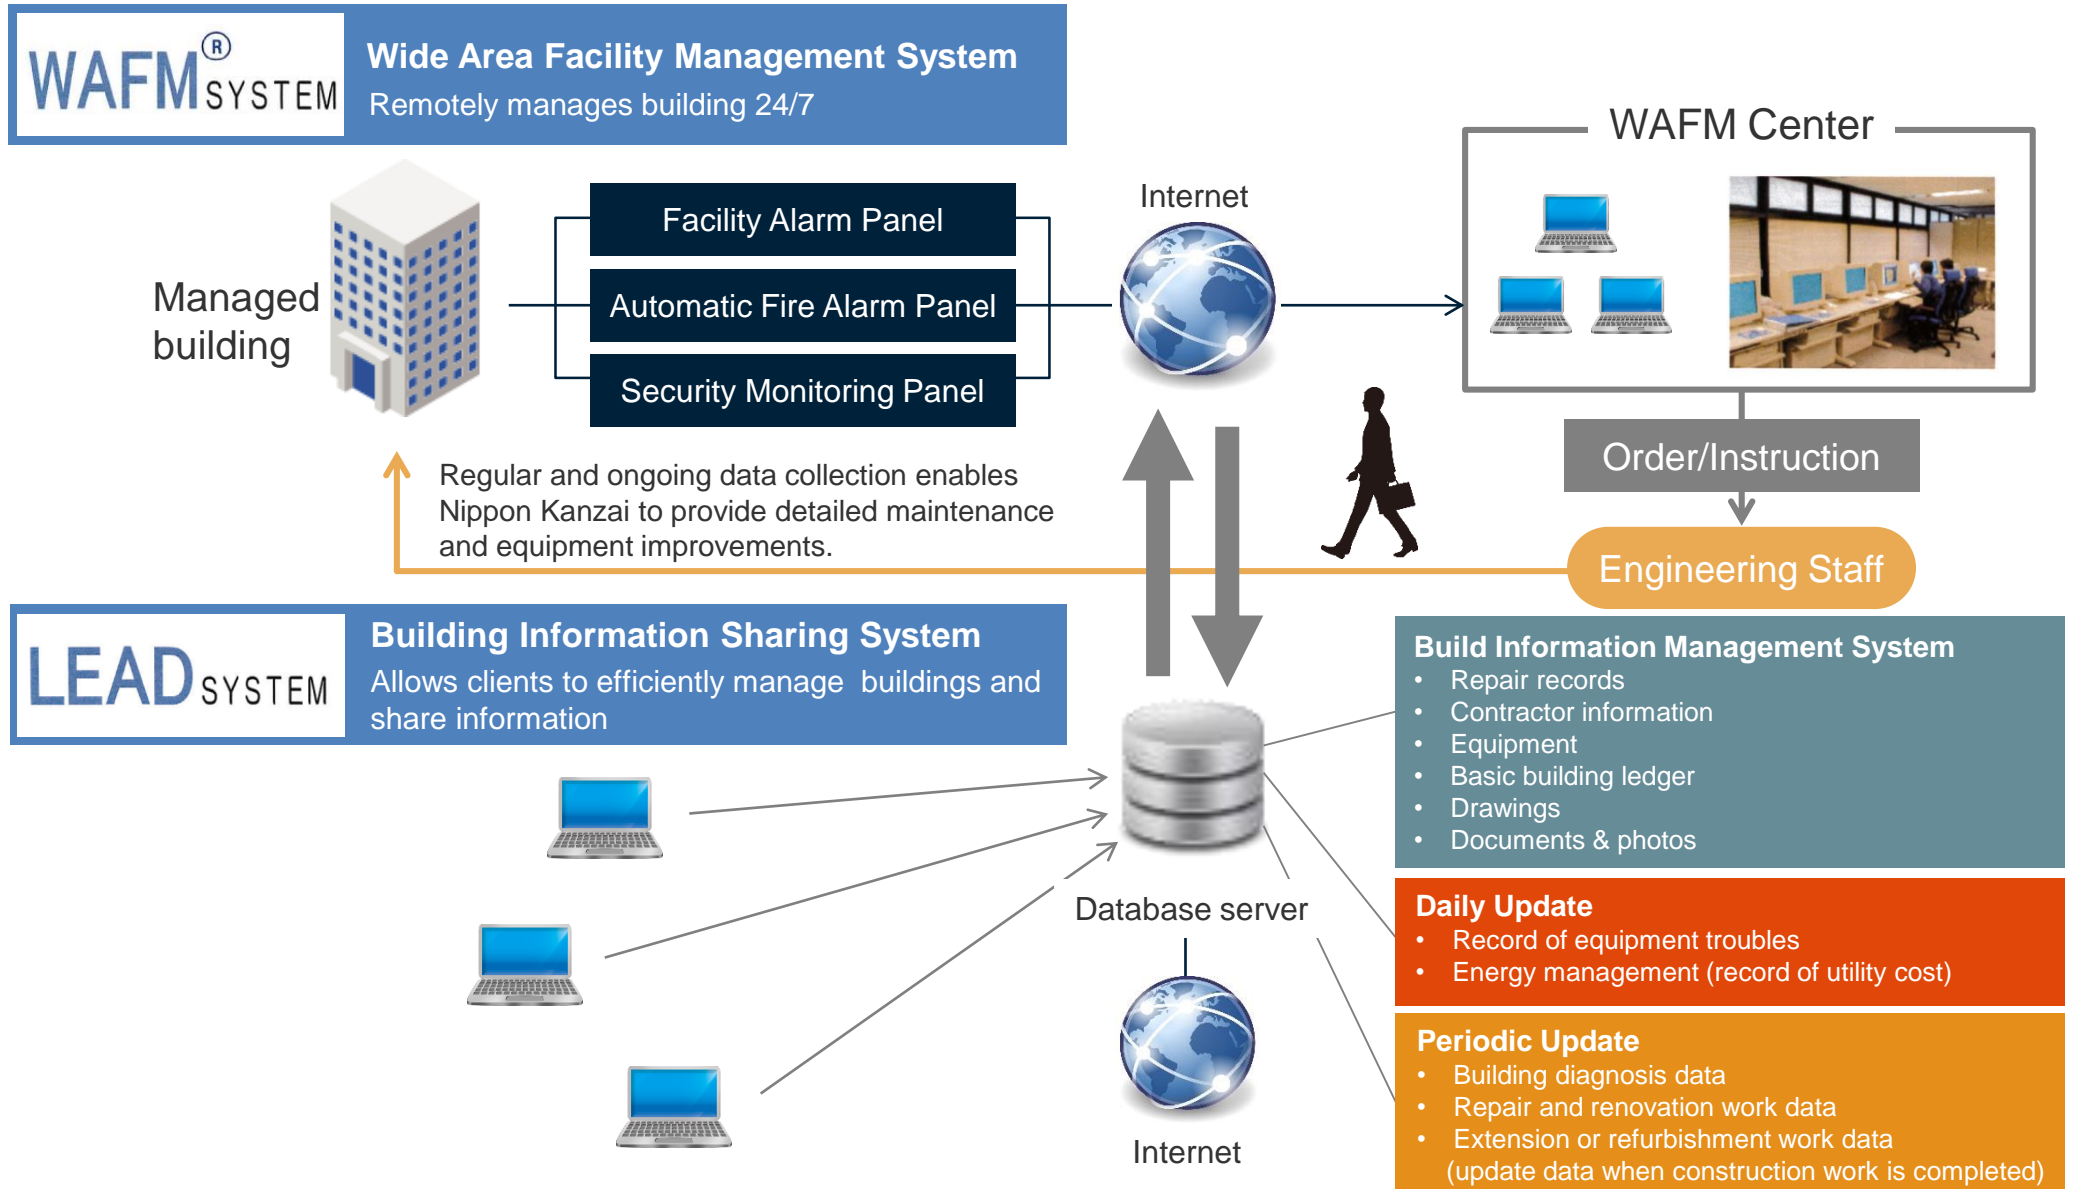 WAFM® SYSTEM
Wide Area Facility Management System
Remotely manages building 24/7
WAFM Center
Internet
Managed
building
Facility Alarm Panel
Automatic Fire Alarm Panel
Security Monitoring Panel
Order/Instruction
Engineering Staff
Regular and ongoing data collection enables
Nippon Kanzai to provide detailed maintenance
and equipment improvements.
LEAD SYSTEM
Building Information Sharing System
Allows clients to efficiently manage  buildings and
share information
Database server
Internet
Build Information Management System
• Repair records
• Contractor information
• Equipment
• Basic building ledger
• Drawings
• Documents & photos
Daily Update
• Record of equipment troubles
• Energy management (record of utility cost)
Periodic Update
• Building diagnosis data
• Repair and renovation work data
• Extension or refurbishment work data
(update data when construction work is completed)